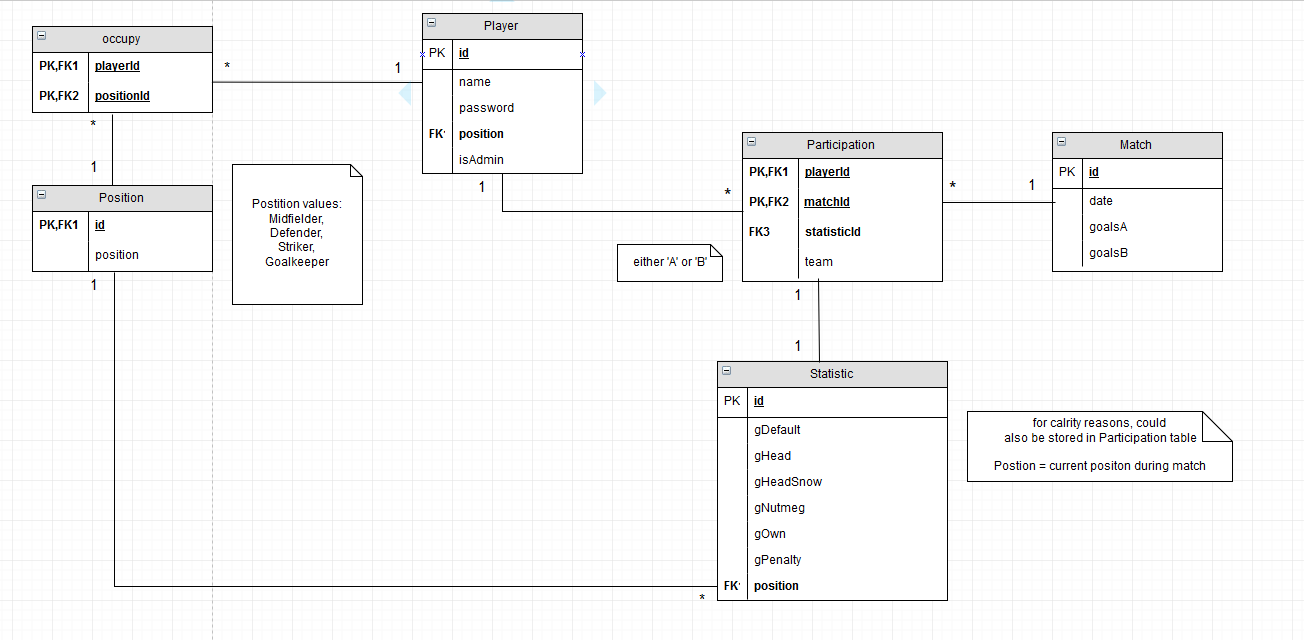 occupy
PK,FK1 playerId
PK,FK2 positionId
*
1
Player
PK id
name
password
FK position
isAdmin
*
1
Position
PK,FK1 id
position
1
Postition values:
Midfielder,
Defender,
Striker,
Goalkeeper
1
*
either 'A' or 'B'
Participation
PK,FK1 playerId
PK,FK2 matchId
FK3 statisticId
team
*
1
Match
PK id
date
goalsA
goalsB
1
1
Statistic
PK id
gDefault
gHead
gHeadSnow
gNutmeg
gOwn
gPenalty
FK position
*
for calrity reasons, could
also be stored in Participation table
Postion = current positon during match